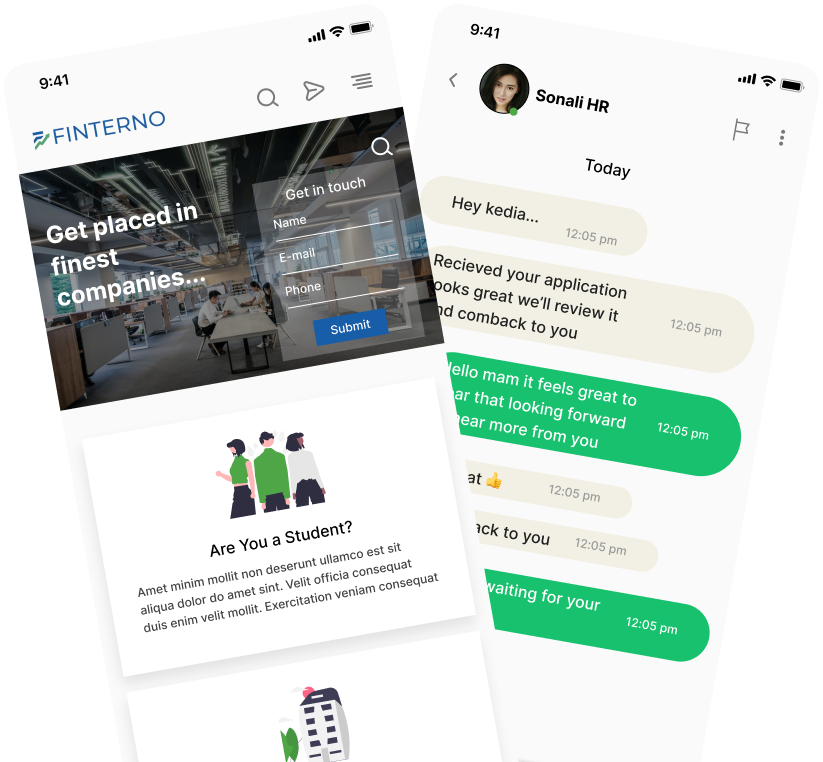 9:41
FINTERNO
Get placed in
finest
companies...
Get in touch
Name
E-mail
Phone
Submit
Are You a Student?
Amet minim mollit non deserunt ullamco est sit
aliqua dolor do amet sint. Velit officia consequat
duis enim velit mollit. Exercitation veniam consequat
9:41
Sonali HR
Today
Hey kedia...
12:05 pm
Recieved your application
ooks great we'll review it
nd comback to you
12:05 pm
ello mam it feels great to
ar that looking forward
hear more from you
12:05 pm
at 👍
12:05 pm
ack to you
12:05 pm
waiting for your
12:05 pm